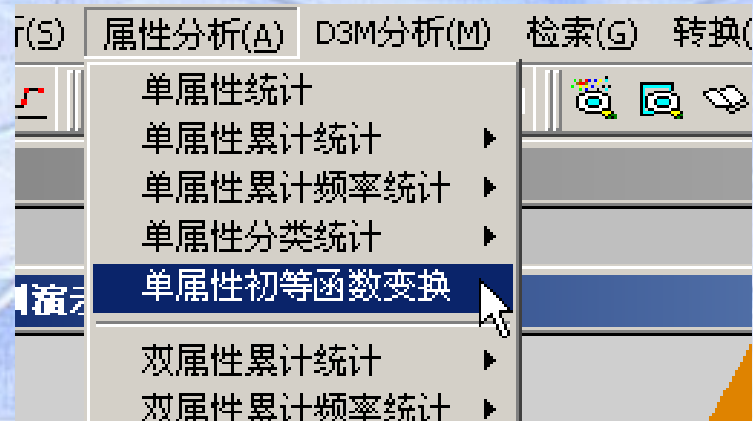 (S) 属性分析(A) D3M分析(M) 检索(G) 转换(
单属性统计
单属性累计统计
单属性累计频率统计
单属性分类统计
单属性初等函数变换
演示
双属性累计统计
双属性累计频率统计